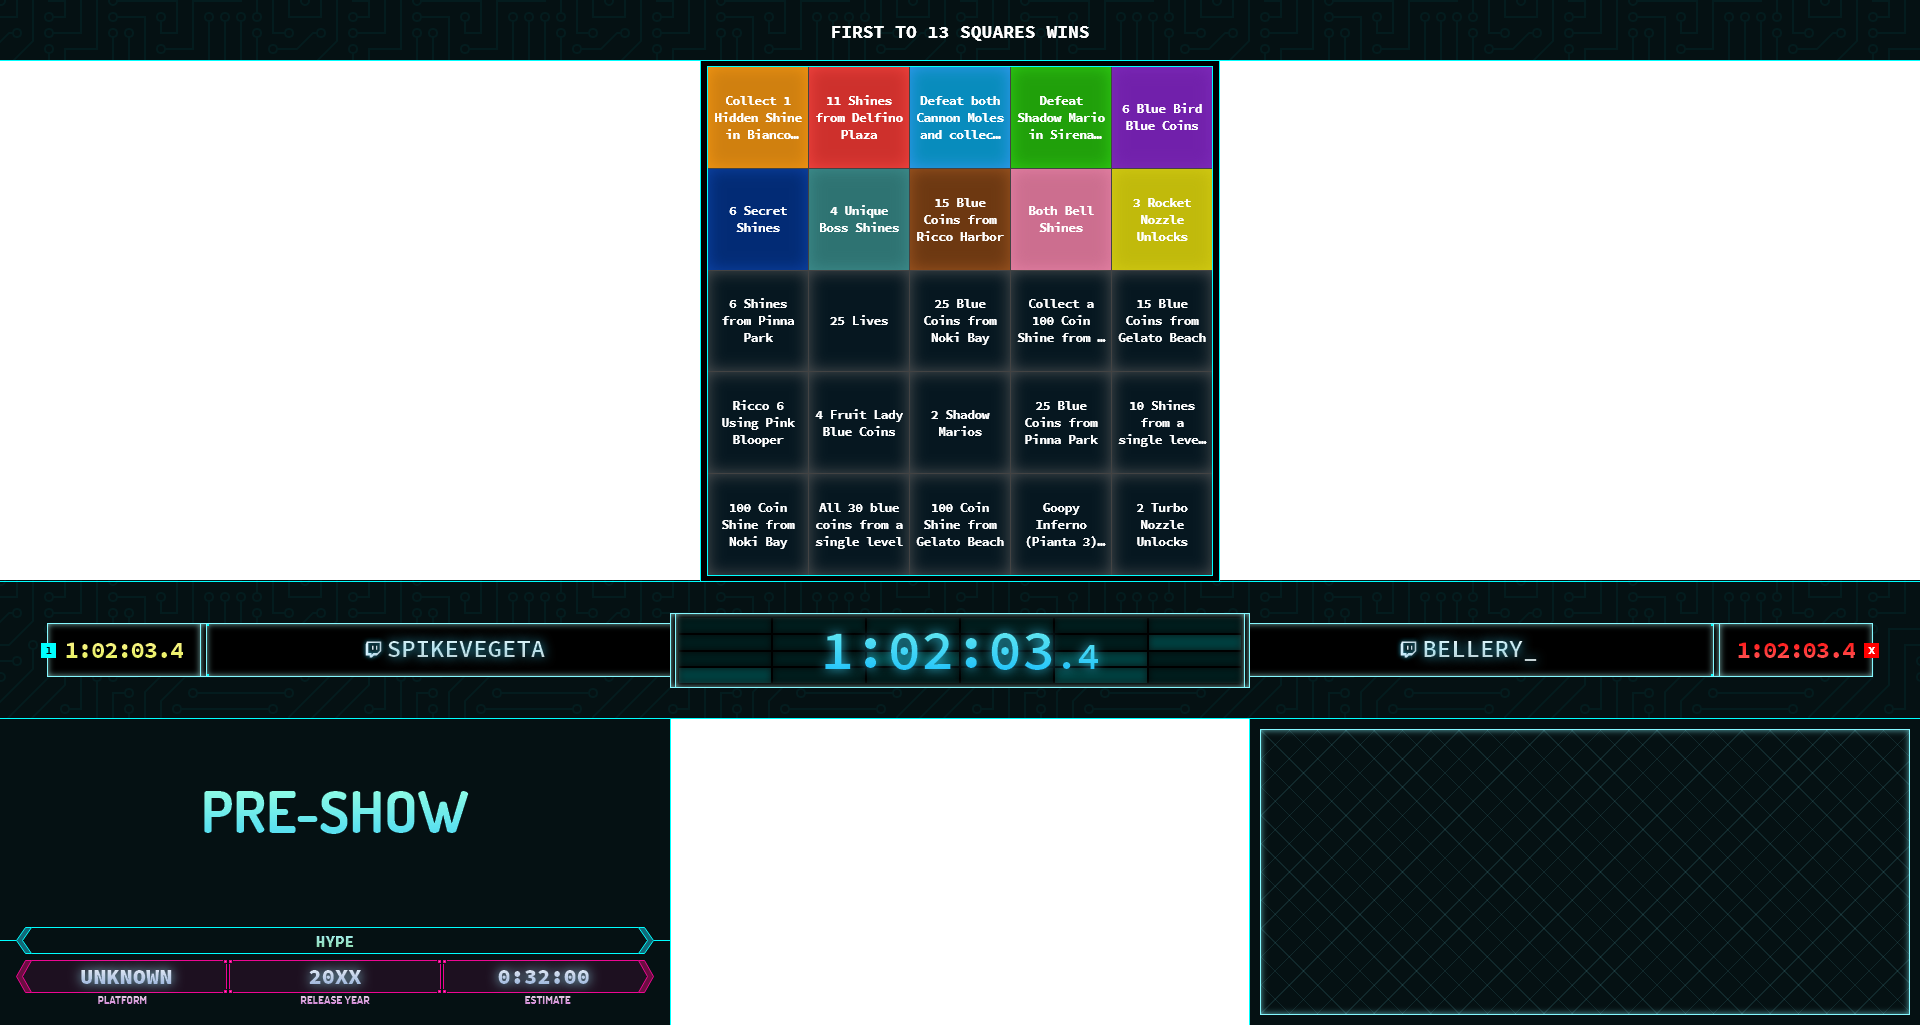 FIRST TO 13 SQUARES WINS
Collect 1
Hidden Shine
in Bianco…
11 Shines
from Delfino
Plaza
Defeat both
Cannon Moles
and collec…
Defeat
Shadow Mario
in Sirena…
6 Blue Bird
Blue Coins
6 Secret
Shines
4 Unique
Boss Shines
15 Blue
Coins from
Ricco Harbor
Both Bell
Shines
3 Rocket
Nozzle
Unlocks
6 Shines
from Pinna
Park
25 Lives
25 Blue
Coins from
Noki Bay
Collect a
100 Coin
Shine from …
15 Blue
Coins from
Gelato Beach
Ricco 6
Using Pink
Blooper
4 Fruit Lady
Blue Coins
2 Shadow
Marios
25 Blue
Coins from
Pinna Park
10 Shines
from a
single leve…
100 Coin
Shine from
Noki Bay
All 30 blue
coins from a
single level
100 Coin
Shine from
Gelato Beach
Goopy
Inferno
(Pianta 3)…
2 Turbo
Nozzle
Unlocks
1
1:02:03.4
SPIKEVEGETA
1:02:03.4
BELLERY_
1:02:03.4
X
PRE-SHOW
HYPE
UNKNOWN
20XX
0:32:00
PLATFORM
RELEASE YEAR
ESTIMATE